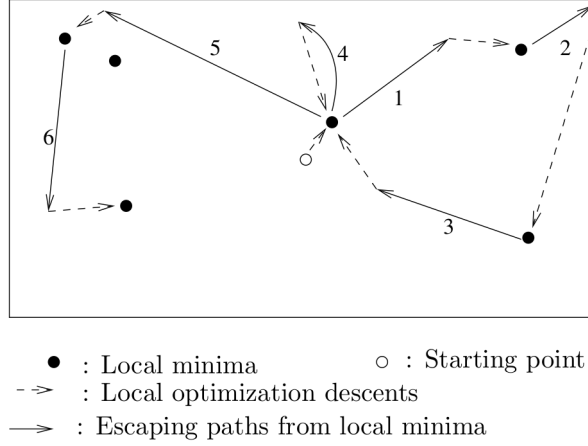 5
4
2
1
6
3
: Local minima
: Starting point
: Local optimization descents
: Escaping paths from local minima